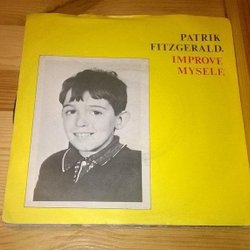 PATRIK
FITZGERALD.
IMPROVE
MYSELF.